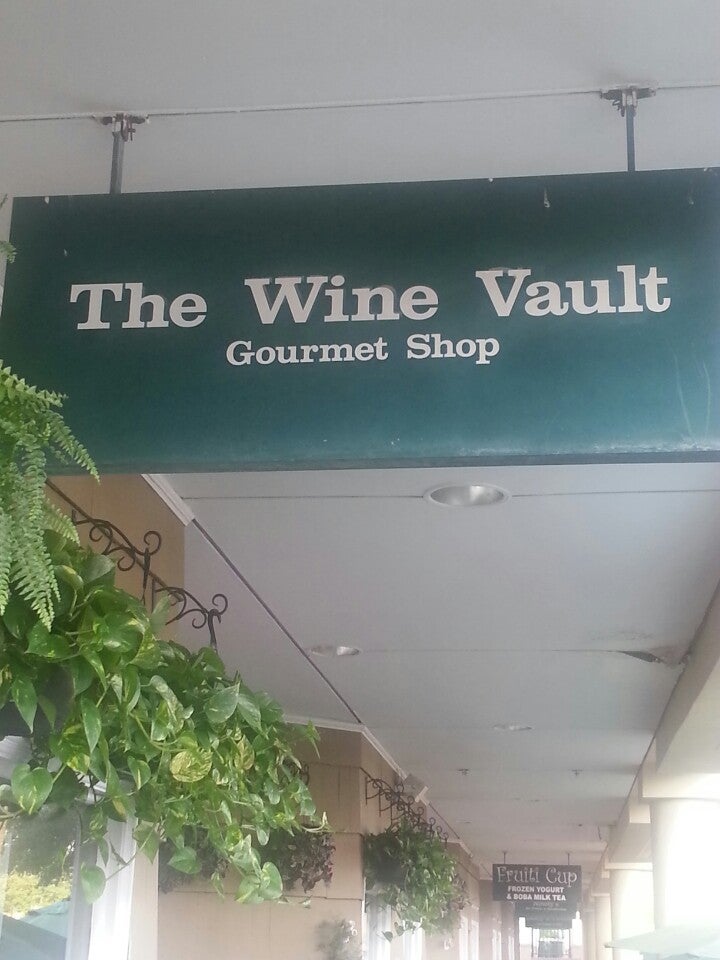 The Wine Vault
Gourmet Shop
Fruiti Cup
FROZEN YOGURT
& BOBA MILK TEA